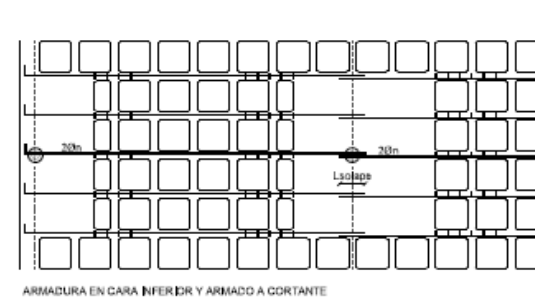 2Øn
2Øn
Lsolape
ARMADURA EN CARA INFERIOR Y ARMADO A CORTANTE